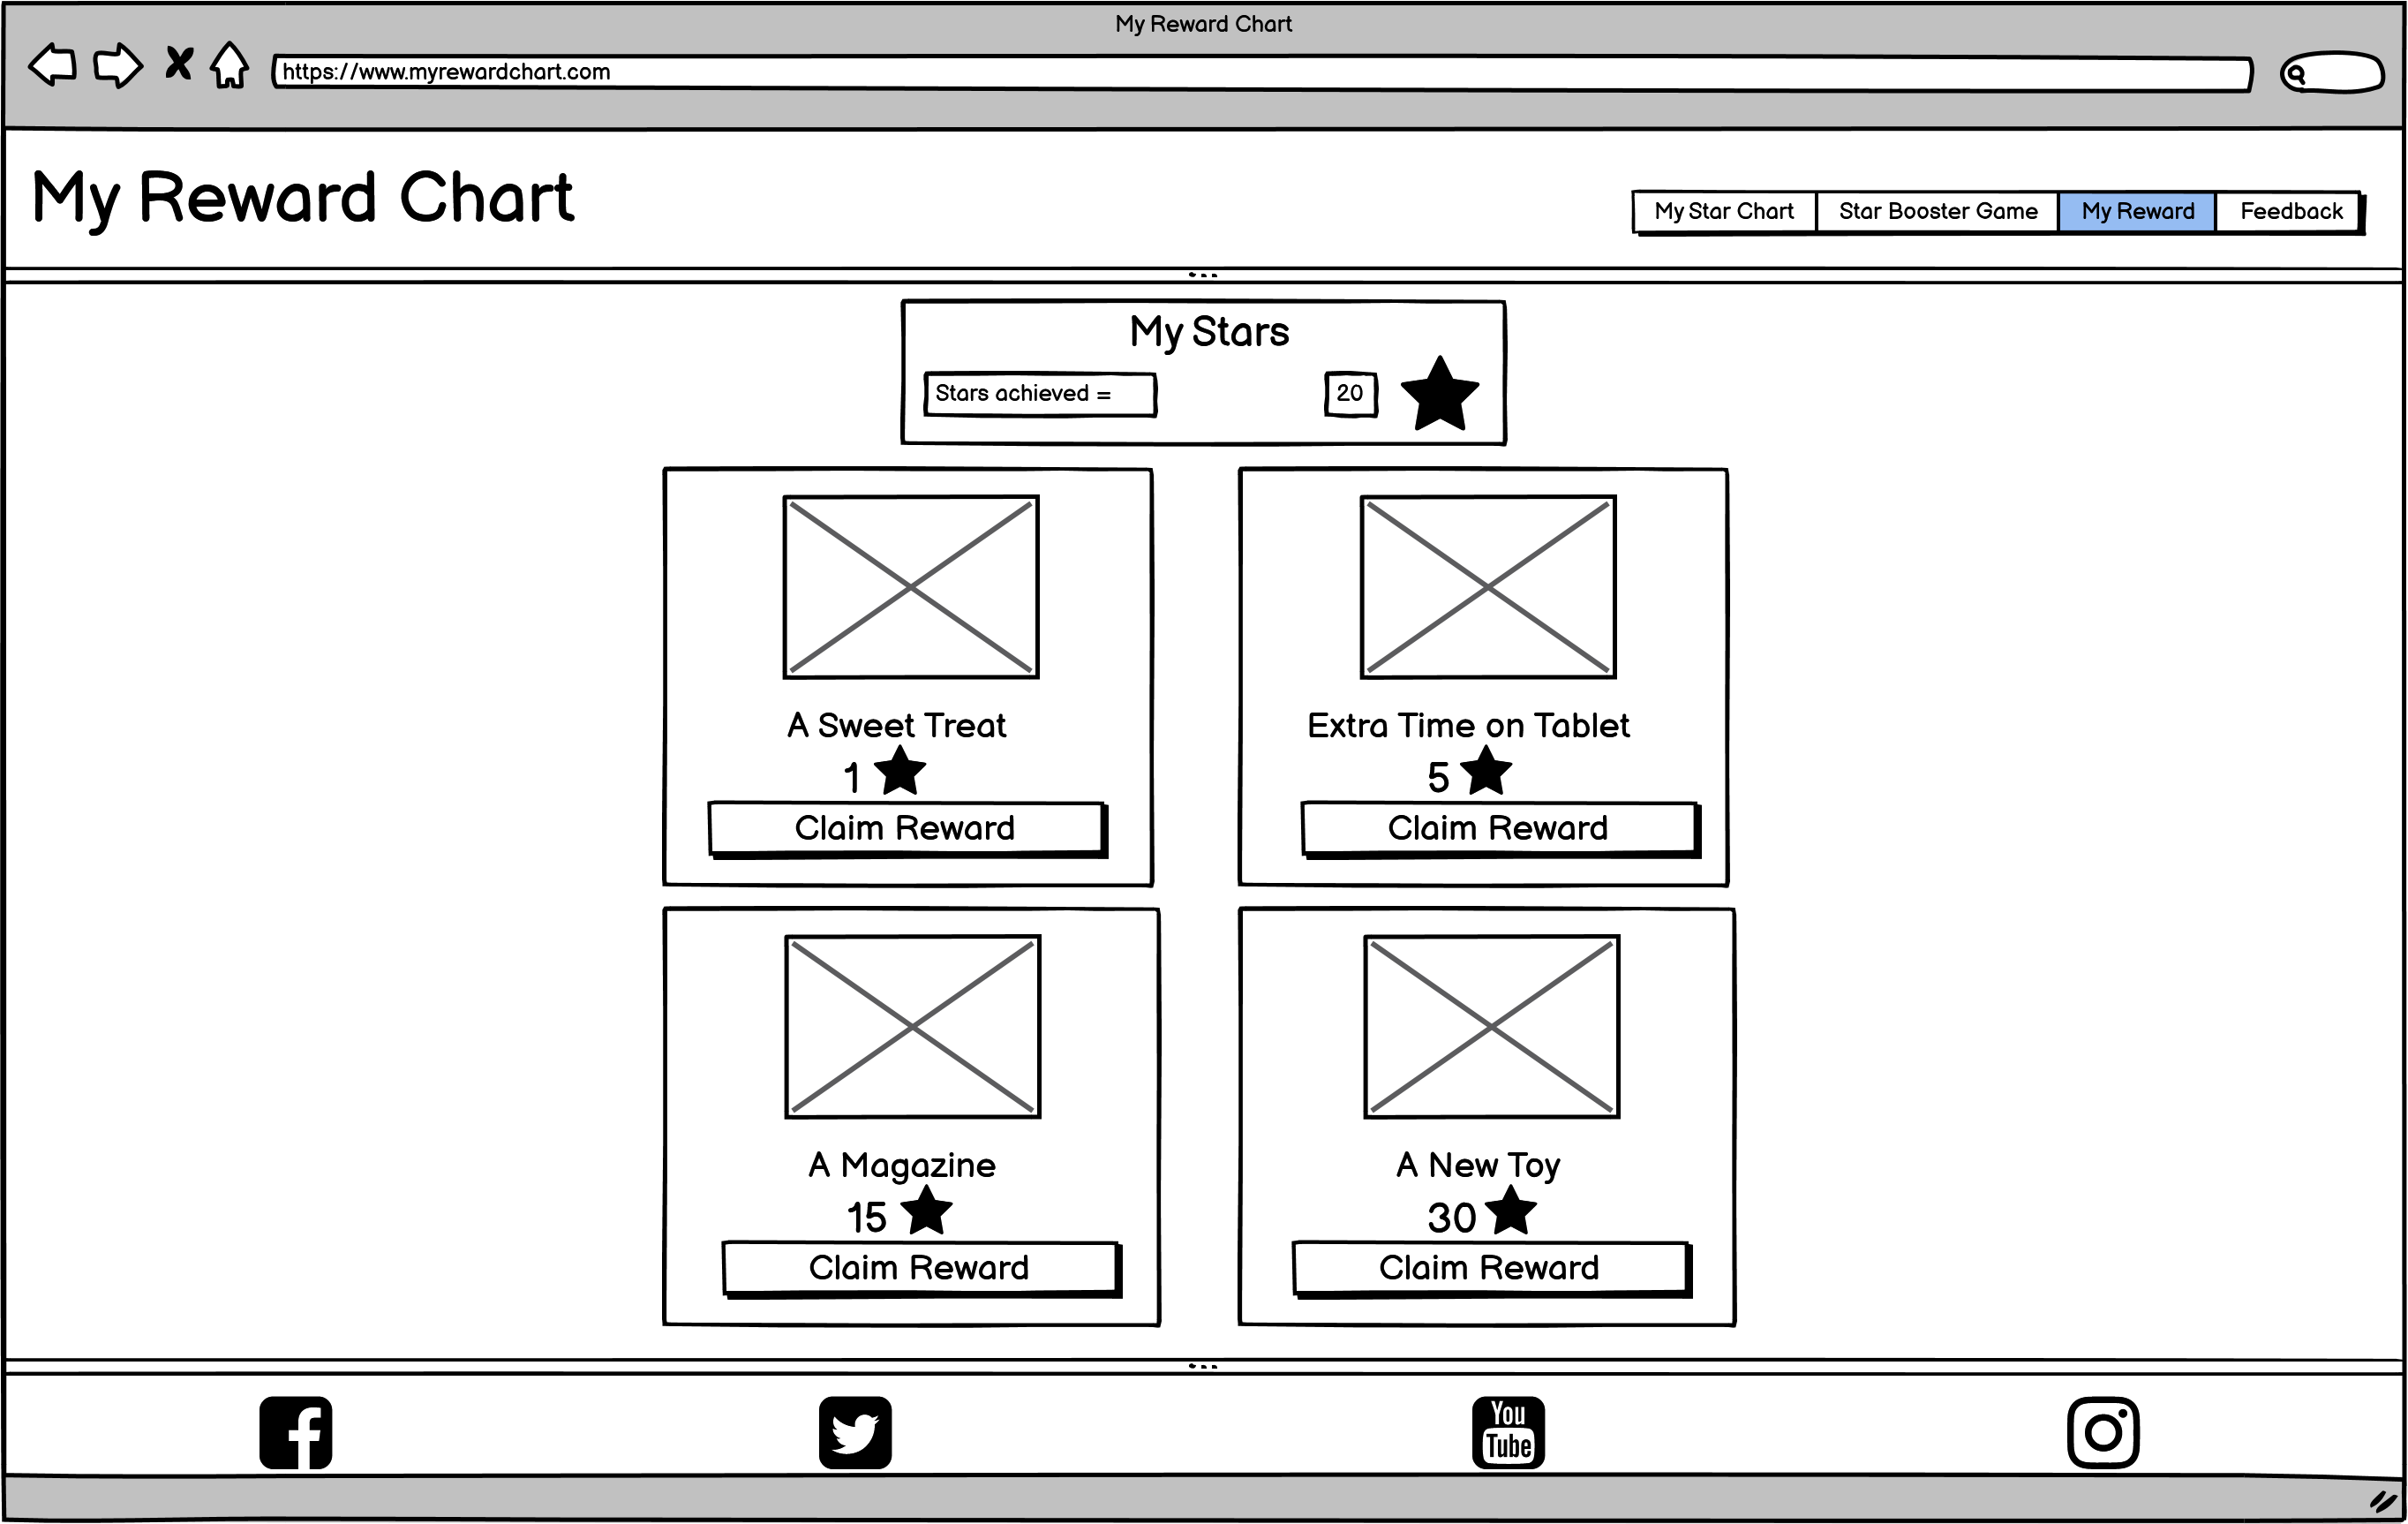 My Reward Chart
https://www.myrewardchart.com
My Reward Chart
My Star Chart Star Booster Game My Reward Feedback
My Stars
Stars achieved = 20
A Sweet Treat
1
Claim Reward
Extra Time on Tablet
5
Claim Reward
A Magazine
15
Claim Reward
A New Toy
30
Claim Reward
You
Tube